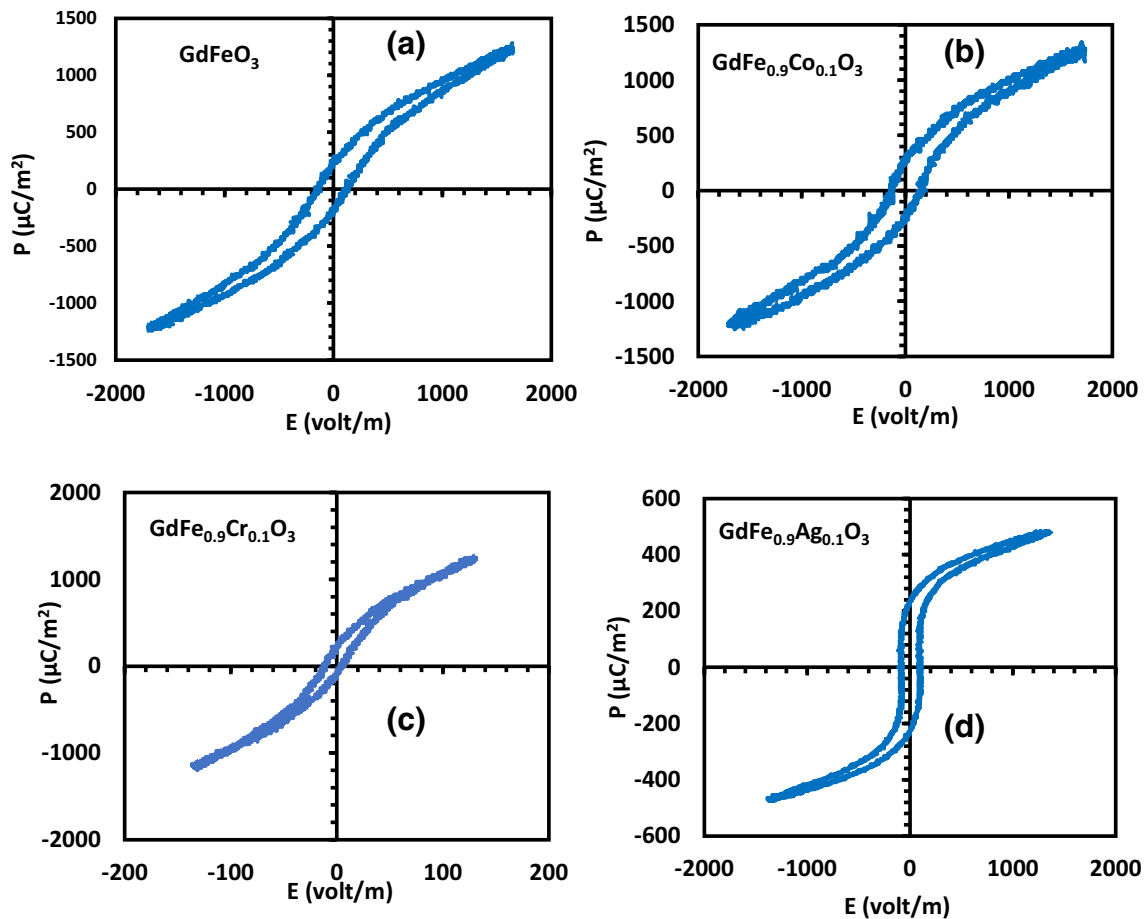 (a)
GdFeO₃
1500
1000
500
0
-500
-1000
-1500
P (µC/m²)
-2000 -1000 0 1000 2000
E (volt/m)
(b)
GdFe₀.₉Co₀.₁O₃
1500
1000
500
0
-500
-1000
-1500
P (µC/m²)
-2000 -1000 0 1000 2000
E (volt/m)
GdFe₀.₉Cr₀.₁O₃
2000
1000
0
-1000
-2000
P (µC/m²)
(c)
-200 -100 0 100 200
E (volt/m)
GdFe₀.₉Ag₀.₁O₃
600
400
200
0
-200
-400
-600
P (µC/m²)
(d)
-2000 -1000 0 1000 2000
E (volt/m)